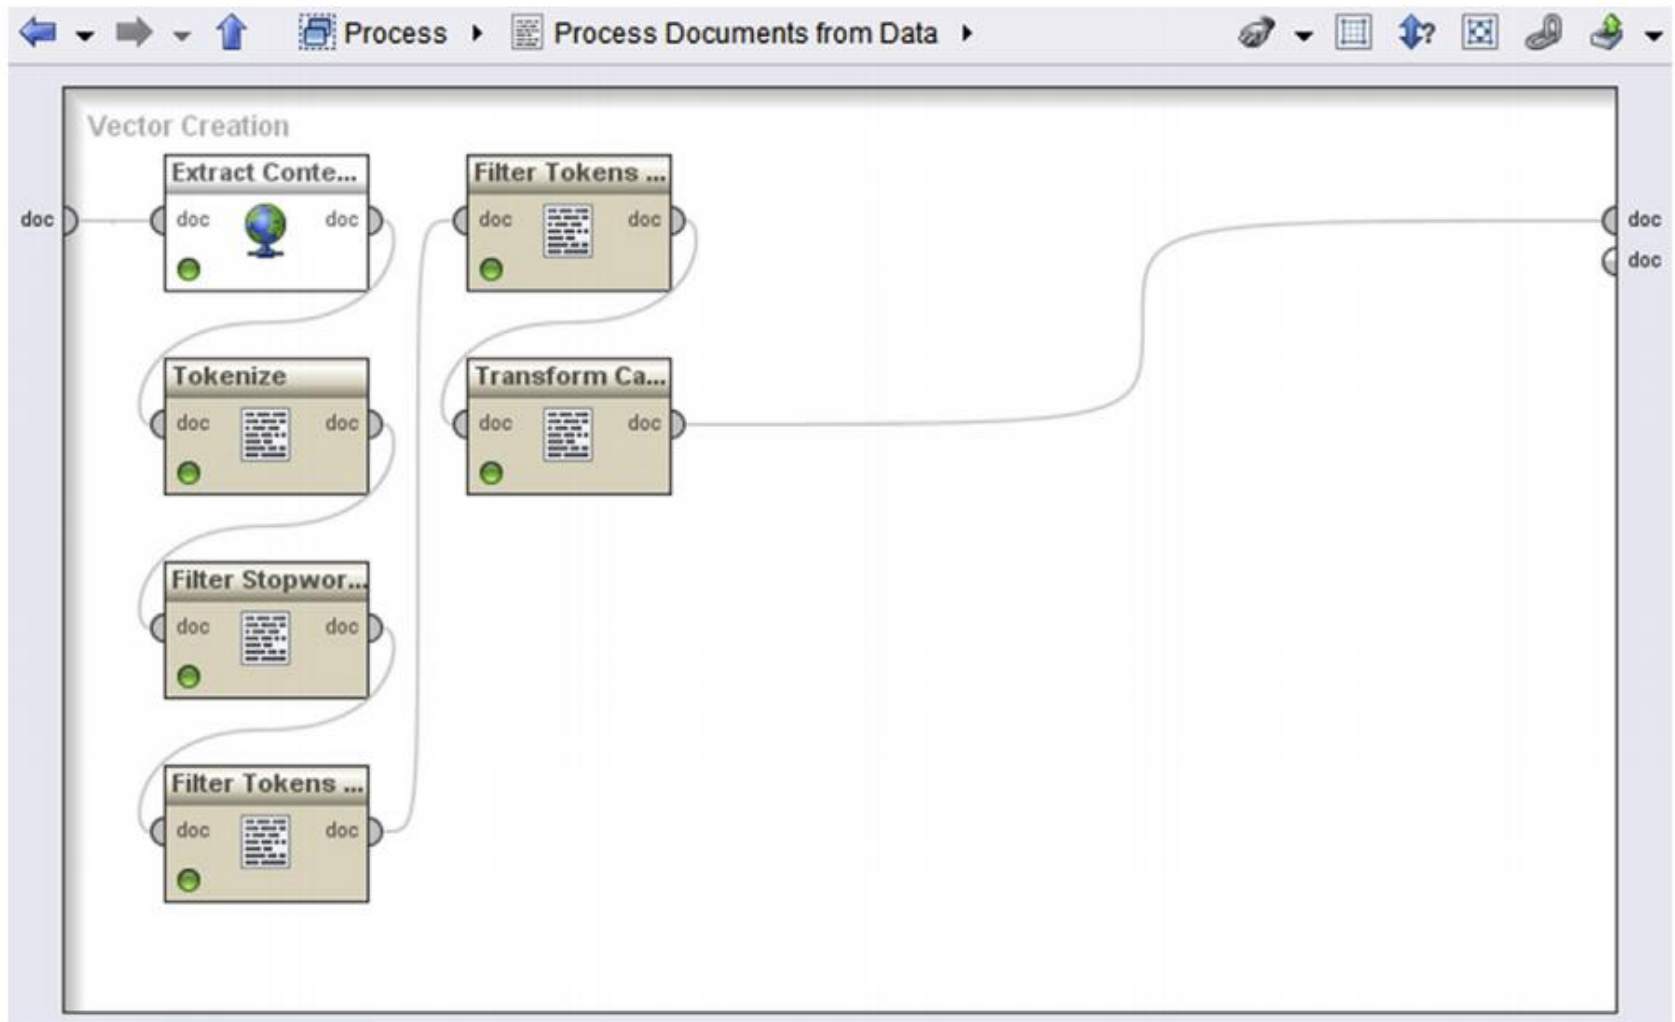 Process
Process Documents from Data
?
Vector Creation
Extract Conte...
doc
doc
doc
Filter Tokens ...
doc
doc
doc
doc
Tokenize
doc
doc
Transform Ca...
doc
doc
Filter Stopwor...
doc
doc
Filter Tokens ...
doc
doc